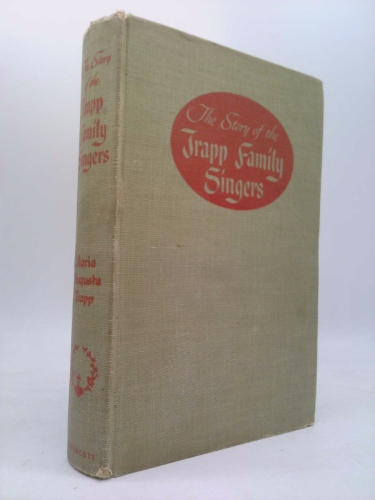 The Story
of the
Trapp
Family
Singers
Maria
Augusta
Trapp
The Story of the
Trapp Family
Singers